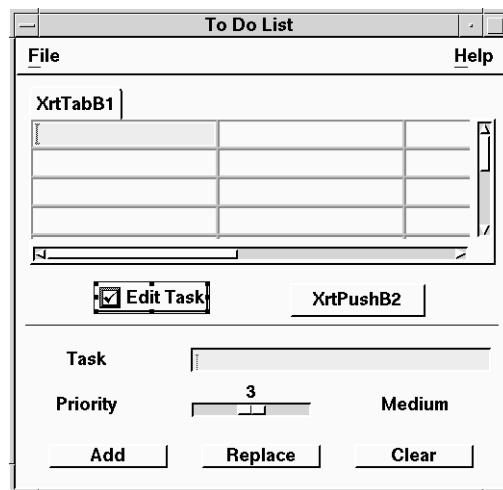 To Do List
File Help
XrtTabB1
Edit Task XrtPushB2
Task
3
Priority Medium
Add Replace Clear